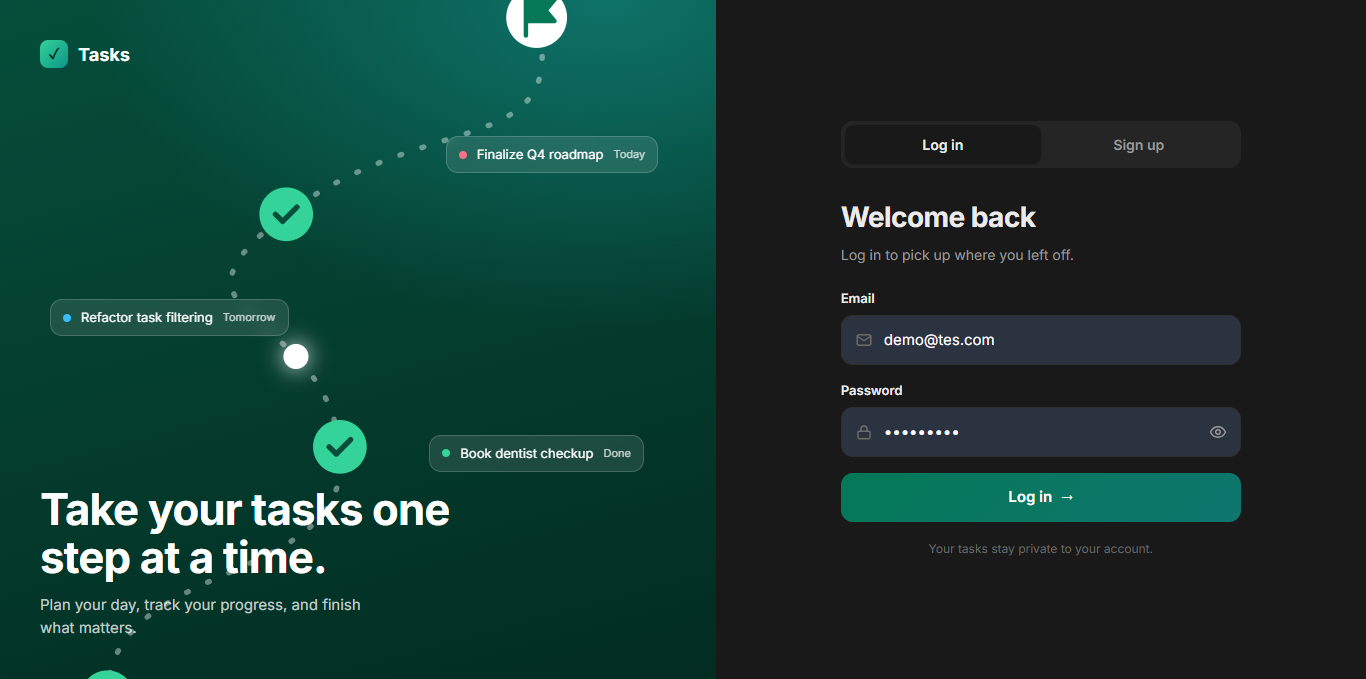 Tasks
Finalize Q4 roadmap Today
Refactor task filtering Tomorrow
Book dentist checkup Done
Take your tasks one
step at a time.
Plan your day, track your progress, and finish
what matters.
Log in
Sign up
Welcome back
Log in to pick up where you left off.
Email
demo@tes.com
Password
•••••••••
Log in →
Your tasks stay private to your account.